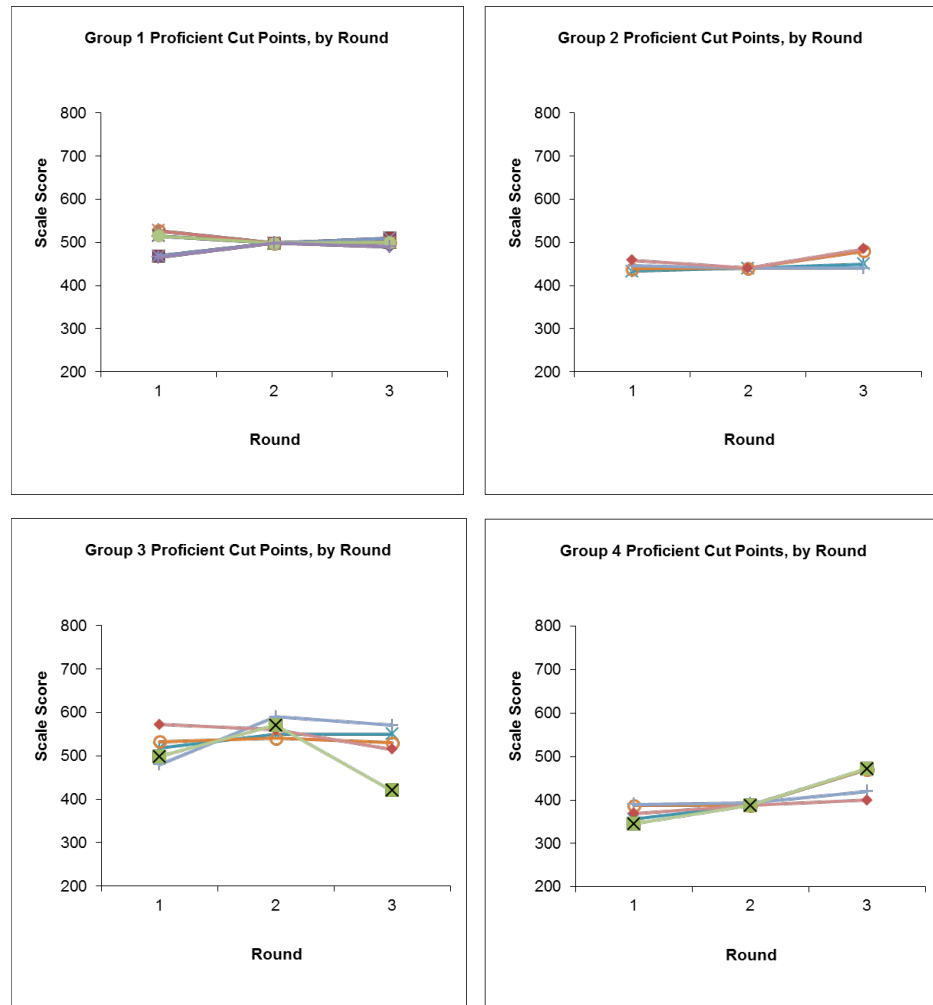 Group 1 Proficient Cut Points, by Round
800
700
600
500
400
300
200
Scale Score
1 2 3
Round
Group 2 Proficient Cut Points, by Round
800
700
600
500
400
300
200
Scale Score
1 2 3
Round
Group 3 Proficient Cut Points, by Round
800
700
600
500
400
300
200
Scale Score
1 2 3
Round
Group 4 Proficient Cut Points, by Round
800
700
600
500
400
300
200
Scale Score
1 2 3
Round